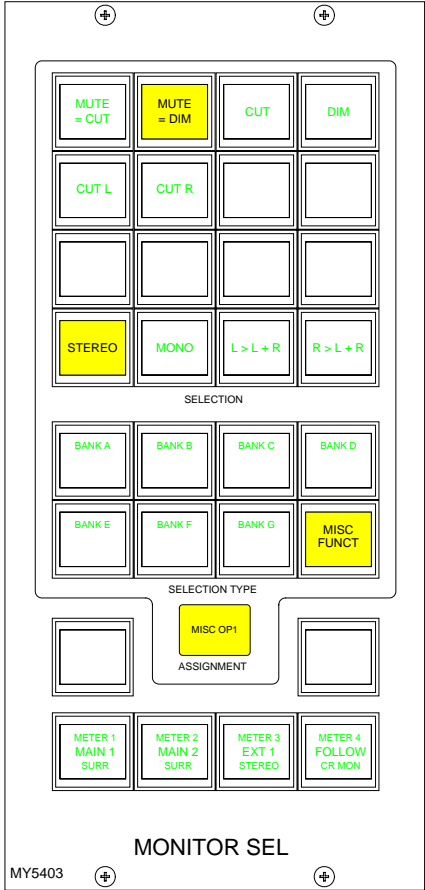 MUTE
= CUT
MUTE
= DIM
CUT
DIM
CUT L
CUT R
STEREO
MONO
L > L + R
R > L + R
SELECTION
BANK A
BANK B
BANK C
BANK D
BANK E
BANK F
BANK G
MISC
FUNCT
SELECTION TYPE
MISC OP1
ASSIGNMENT
METER 1
MAIN 1
SURR
METER 2
MAIN 2
SURR
METER 3
EXT 1
STEREO
METER 4
FOLLOW
CR MON
MONITOR SEL
MY5403